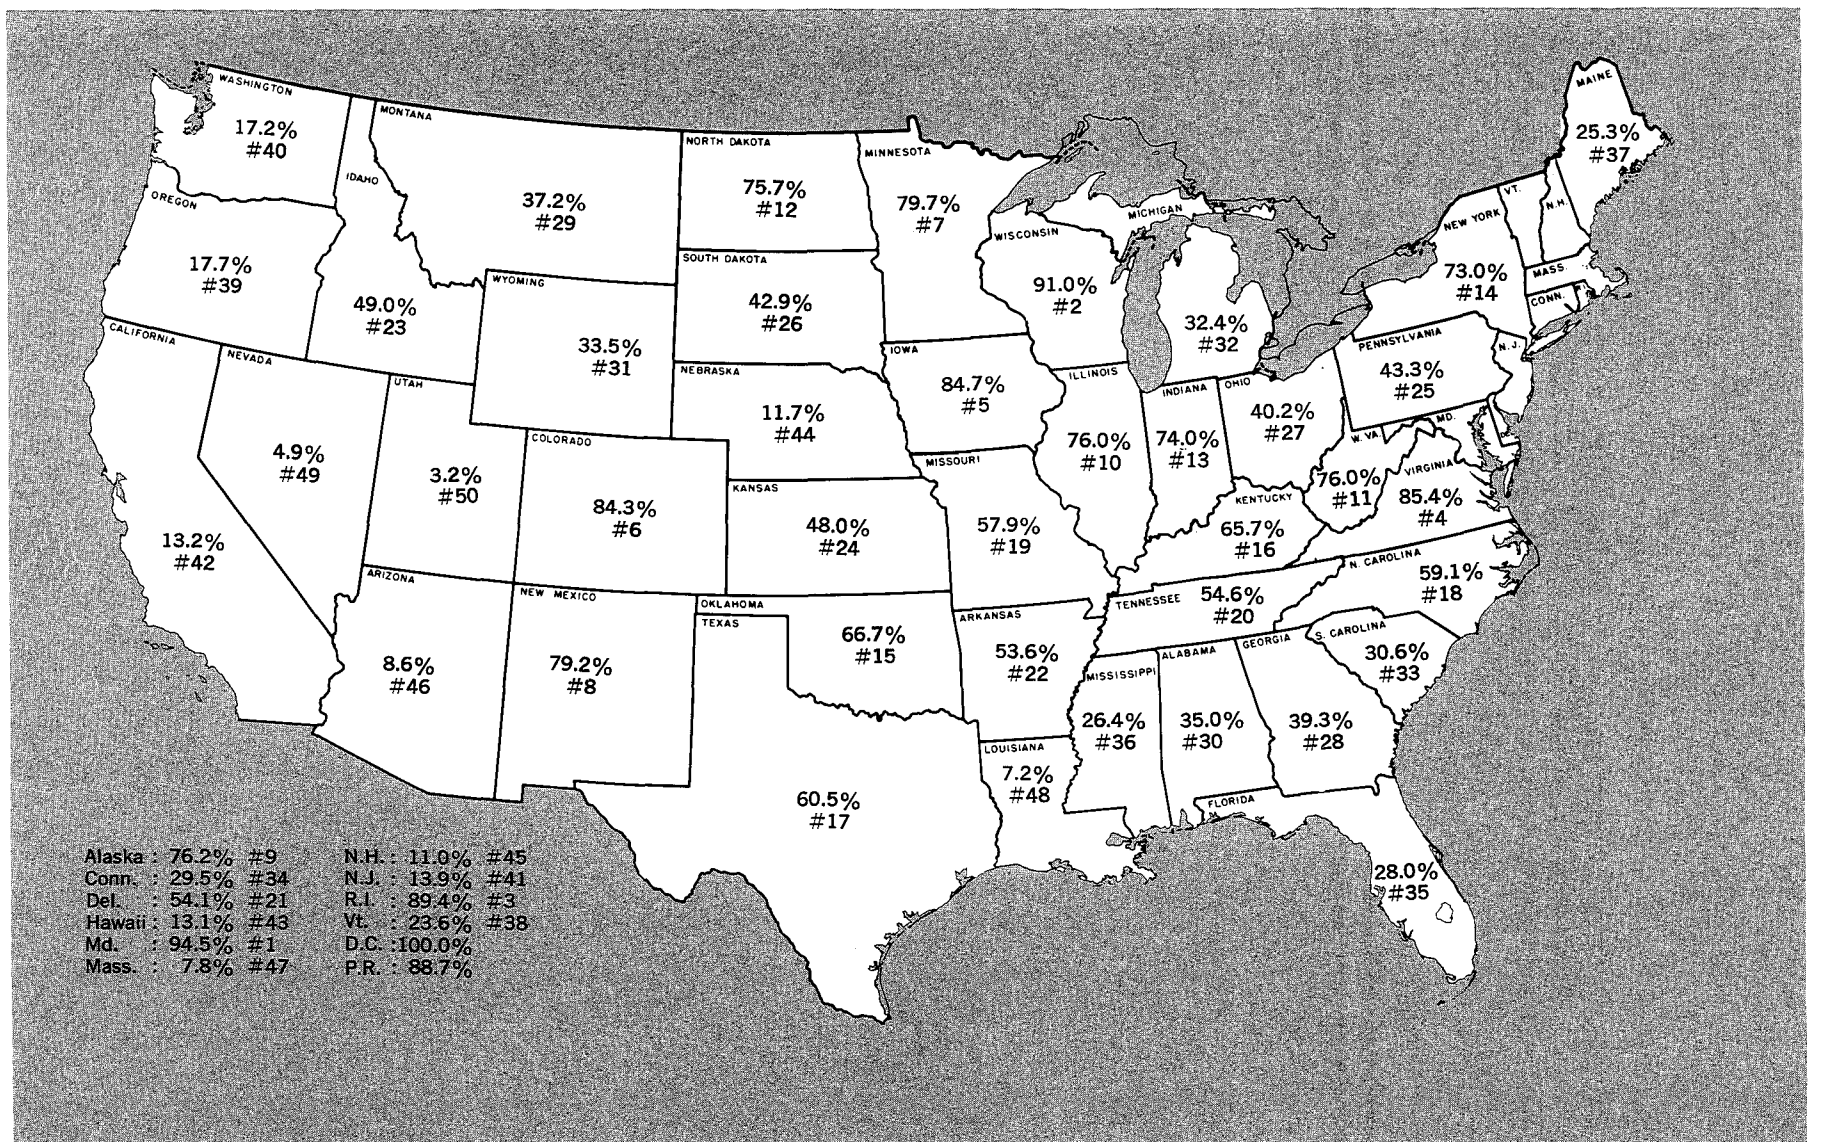 WASHINGTON
17.2%
#40
OREGON
17.7%
#39
CALIFORNIA
13.2%
#42
IDAHO
49.0%
#23
NEVADA
4.9%
#49
MONTANA
37.2%
#29
WYOMING
33.5%
#31
UTAH
3.2%
#50
COLORADO
84.3%
#6
ARIZONA
8.6%
#46
NEW MEXICO
79.2%
#8
NORTH DAKOTA
75.7%
#12
SOUTH DAKOTA
42.9%
#26
NEBRASKA
11.7%
#44
KANSAS
48.0%
#24
OKLAHOMA
66.7%
#15
TEXAS
60.5%
#17
MINNESOTA
79.7%
#7
IOWA
84.7%
#5
MISSOURI
57.9%
#19
ARKANSAS
53.6%
#22
LOUISIANA
7.2%
#48
WISCONSIN
91.0%
#2
MICHIGAN
32.4%
#32
ILLINOIS
76.0%
#10
INDIANA
74.0%
#13
OHIO
40.2%
#27
KENTUCKY
65.7%
#16
TENNESSEE
54.6%
#20
MISSISSIPPI
26.4%
#36
ALABAMA
35.0%
#30
GEORGIA
39.3%
#28
FLORIDA
28.0%
#35
S. CAROLINA
30.6%
#33
N. CAROLINA
59.1%
#18
VIRGINIA
85.4%
#4
W. VA.
76.0%
#11
MD.
DE.
PENNSYLVANIA
43.3%
#25
N.J.
NEW YORK
73.0%
#14
CONN.
R.I.
MASS.
VT.
N.H.
MAINE
25.3%
#37
Alaska : 76.2% #9
Conn. : 29.5% #34
Del. : 54.1% #21
Hawaii : 13.1% #43
Md. : 94.5% #1
Mass. : 7.8% #47
N.H. : 11.0% #45
N.J. : 13.9% #41
R.I. : 89.4% #3
Vt. : 23.6% #38
D.C. :100.0%
P.R. : 88.7%